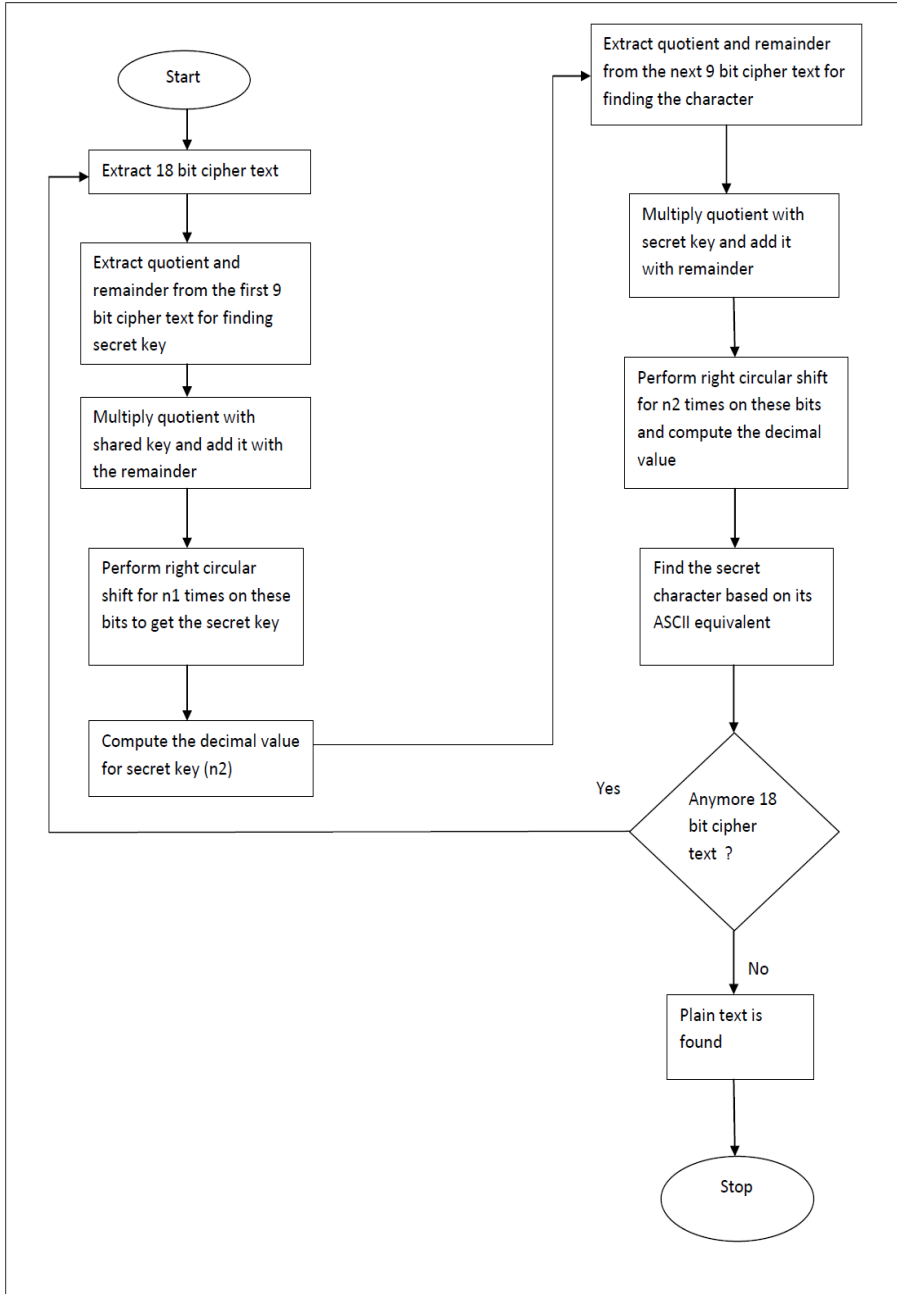 Start
Extract 18 bit cipher text
Extract quotient and
remainder from the first 9
bit cipher text for finding
secret key
Multiply quotient with
shared key and add it with
the remainder
Perform right circular
shift for n1 times on these
bits to get the secret key
Compute the decimal value
for secret key (n2)
Extract quotient and remainder
from the next 9 bit cipher text for
finding the character
Multiply quotient with
secret key and add it
with remainder
Perform right circular shift
for n2 times on these bits
and compute the decimal
value
Find the secret
character based on its
ASCII equivalent
Yes
Anymore 18
bit cipher
text ?
No
Plain text is
found
Stop